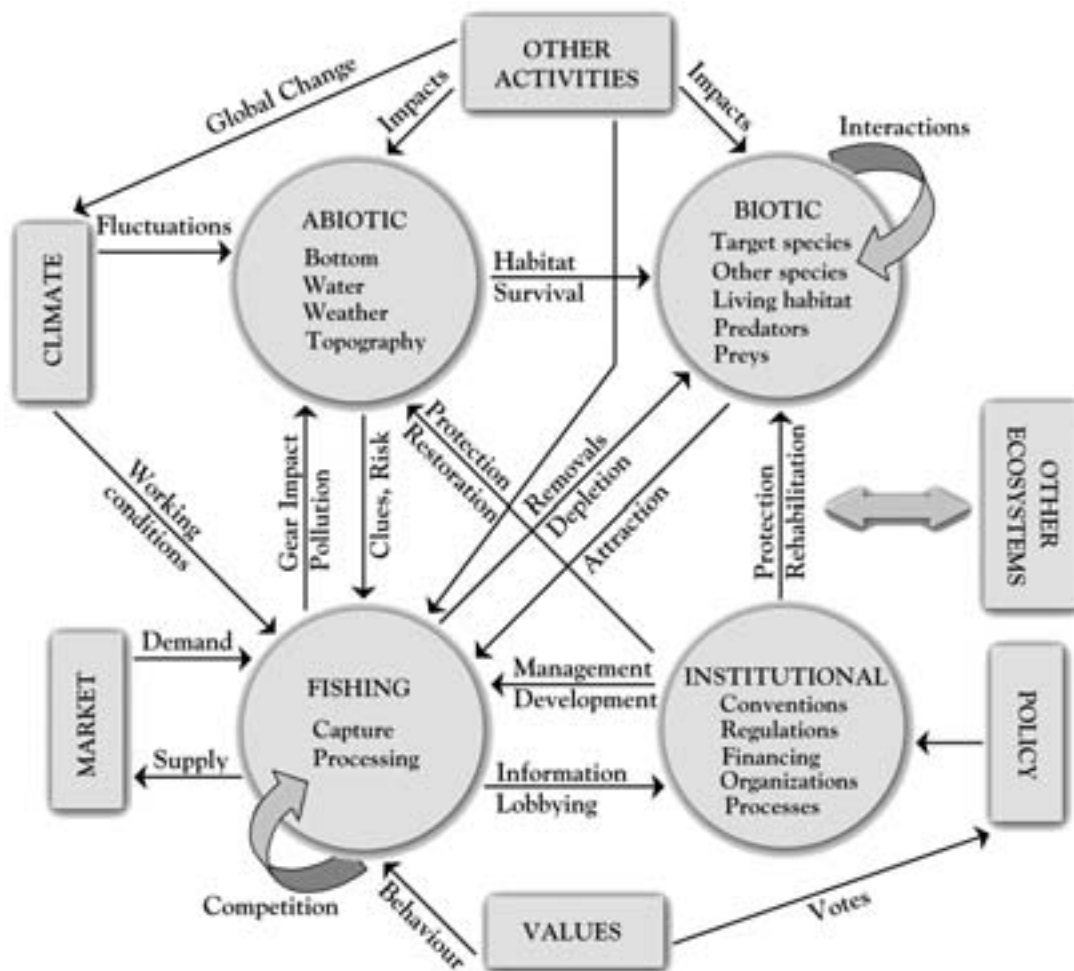 OTHER
ACTIVITIES
Global Change
Impacts
Impacts
Interactions
CLIMATE
Fluctuations
ABIOTIC
Bottom
Water
Weather
Topography
Habitat
Survival
BIOTIC
Target species
Other species
Living habitat
Predators
Preys
OTHER
ECOSYSTEMS
Working
conditions
Gear Impact
Pollution
Clues, Risk
Protection
Restoration
Removals
Depletion
Attraction
Protection
Rehabilitation
MARKET
Demand
Supply
FISHING
Capture
Processing
Management
Development
Information
Lobbying
INSTITUTIONAL
Conventions
Regulations
Financing
Organizations
Processes
POLICY
Competition
Behaviour
VALUES
Votes